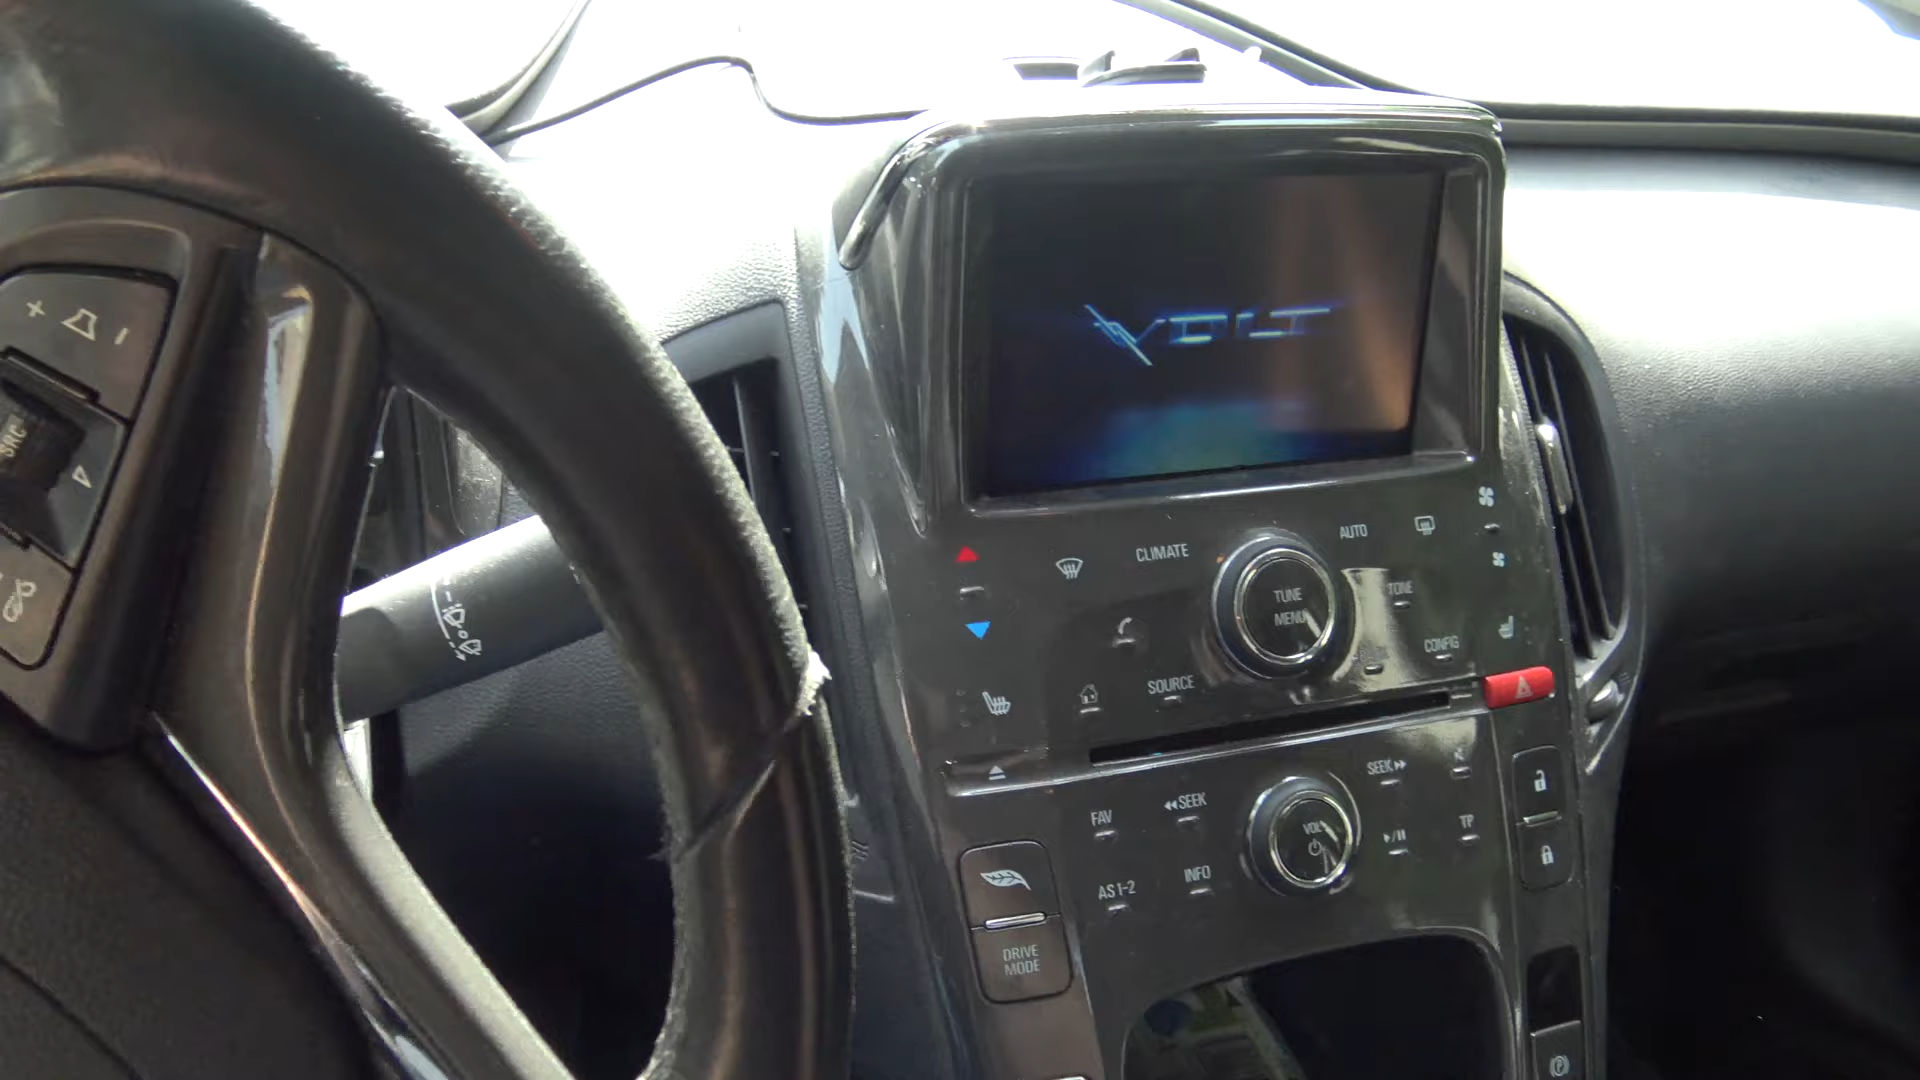 SRC
VOLT
AUTO
CLIMATE
TUNE
MENU
TONE
CONFIG
SOURCE
SEEK
FAV
SEEK
VOL
TP
INFO
AS 1-2
DRIVE
MODE